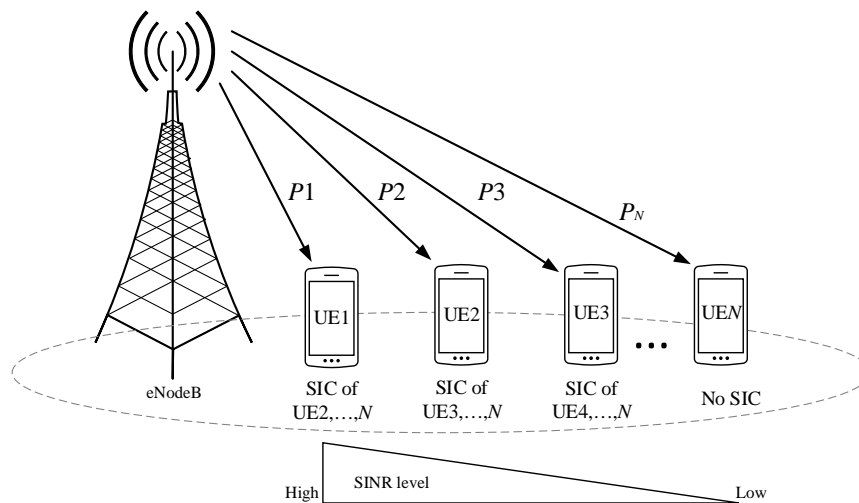 P1
P2
P3
PN
UE1
UE2
UE3
UEN
eNodeB
SIC of
UE2,…,N
SIC of
UE3,…,N
SIC of
UE4,…,N
No SIC
High
SINR level
Low